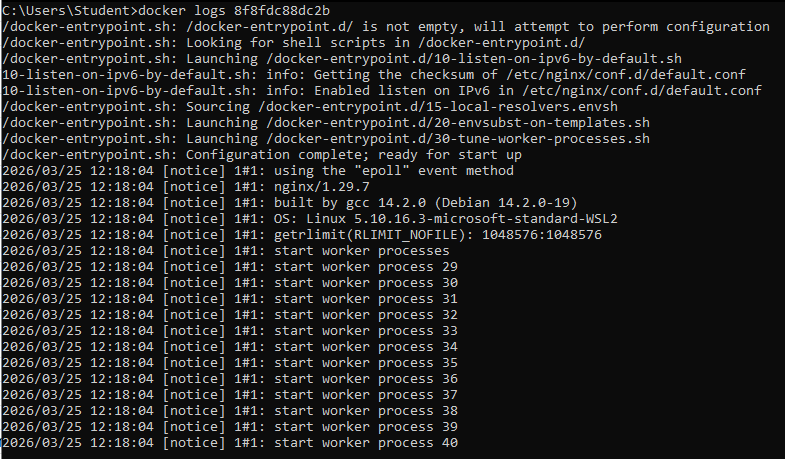 C:\Users\Student>docker logs 8f8fdc88dc2b
/docker-entrypoint.sh: /docker-entrypoint.d/ is not empty, will attempt to perform configuration
/docker-entrypoint.sh: Looking for shell scripts in /docker-entrypoint.d/
/docker-entrypoint.sh: Launching /docker-entrypoint.d/10-listen-on-ipv6-by-default.sh
10-listen-on-ipv6-by-default.sh: info: Getting the checksum of /etc/nginx/conf.d/default.conf
10-listen-on-ipv6-by-default.sh: info: Enabled listen on IPv6 in /etc/nginx/conf.d/default.conf
/docker-entrypoint.sh: Sourcing /docker-entrypoint.d/15-local-resolvers.envsh
/docker-entrypoint.sh: Launching /docker-entrypoint.d/20-envsubst-on-templates.sh
/docker-entrypoint.sh: Launching /docker-entrypoint.d/30-tune-worker-processes.sh
/docker-entrypoint.sh: Configuration complete; ready for start up
2026/03/25 12:18:04 [notice] 1#1: using the "epoll" event method
2026/03/25 12:18:04 [notice] 1#1: nginx/1.29.7
2026/03/25 12:18:04 [notice] 1#1: built by gcc 14.2.0 (Debian 14.2.0-19)
2026/03/25 12:18:04 [notice] 1#1: OS: Linux 5.10.16.3-microsoft-standard-WSL2
2026/03/25 12:18:04 [notice] 1#1: getrlimit(RLIMIT_NOFILE): 1048576:1048576
2026/03/25 12:18:04 [notice] 1#1: start worker processes
2026/03/25 12:18:04 [notice] 1#1: start worker process 29
2026/03/25 12:18:04 [notice] 1#1: start worker process 30
2026/03/25 12:18:04 [notice] 1#1: start worker process 31
2026/03/25 12:18:04 [notice] 1#1: start worker process 32
2026/03/25 12:18:04 [notice] 1#1: start worker process 33
2026/03/25 12:18:04 [notice] 1#1: start worker process 34
2026/03/25 12:18:04 [notice] 1#1: start worker process 35
2026/03/25 12:18:04 [notice] 1#1: start worker process 36
2026/03/25 12:18:04 [notice] 1#1: start worker process 37
2026/03/25 12:18:04 [notice] 1#1: start worker process 38
2026/03/25 12:18:04 [notice] 1#1: start worker process 39
2026/03/25 12:18:04 [notice] 1#1: start worker process 40